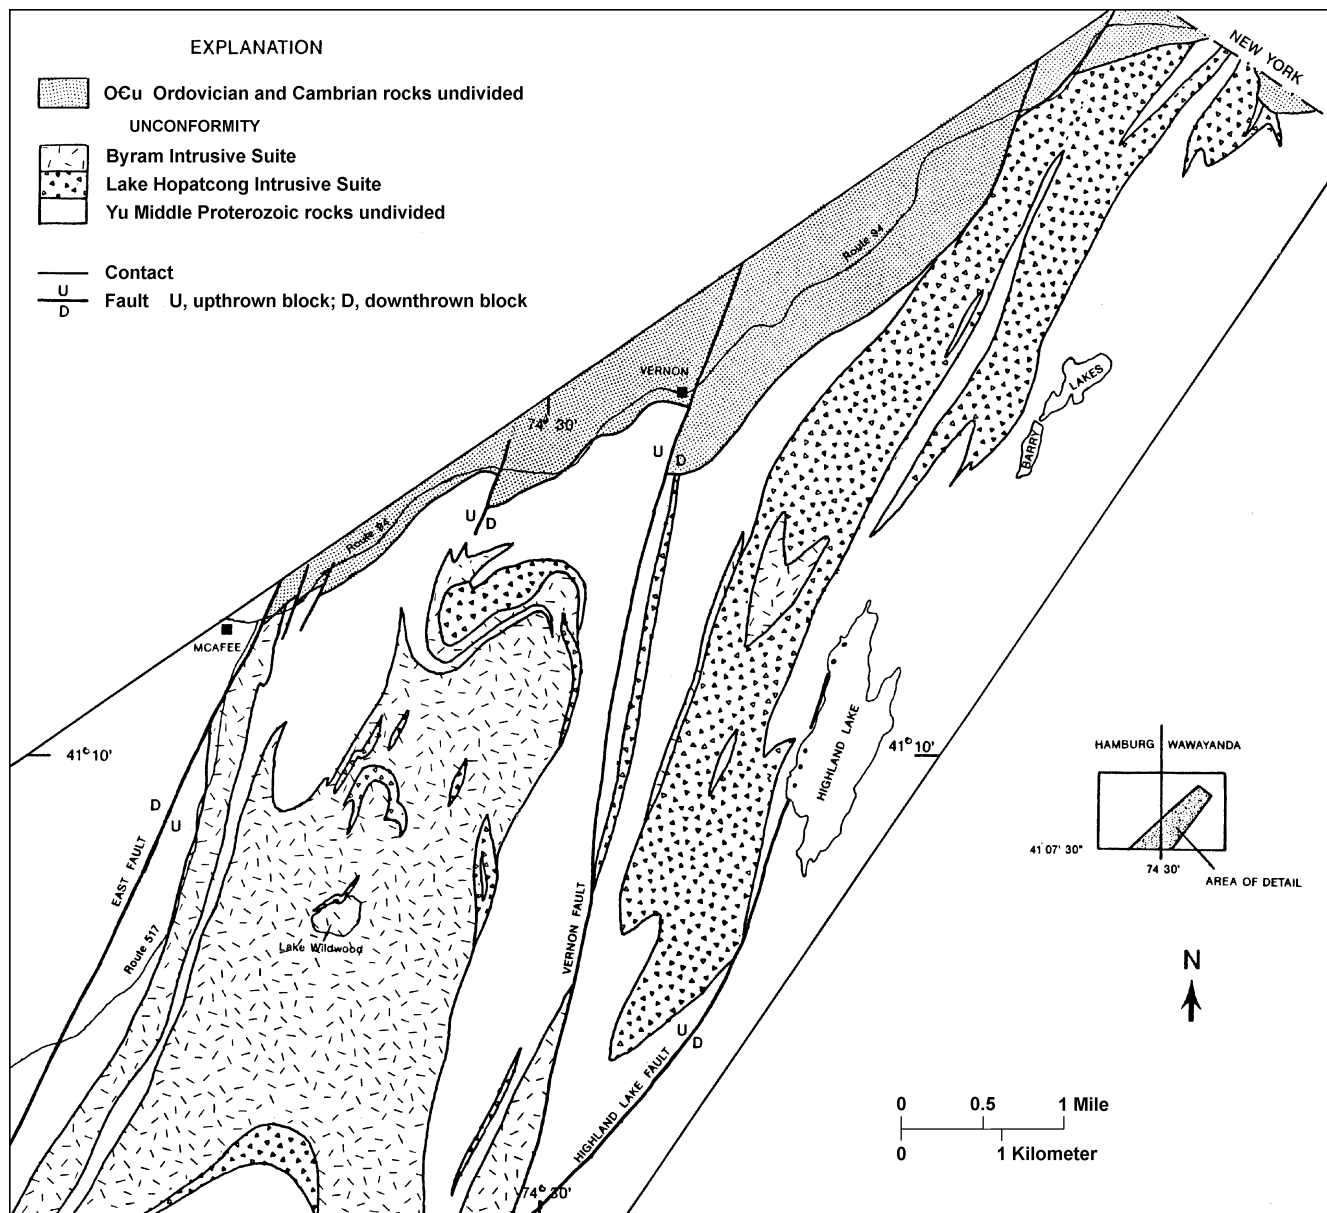 EXPLANATION
OЄu Ordovician and Cambrian rocks undivided
UNCONFORMITY
Byram Intrusive Suite
Lake Hopatcong Intrusive Suite
Yu Middle Proterozoic rocks undivided
Contact
U
D
Fault U, upthrown block; D, downthrown block
NEW YORK
Route 94
VERNON
74° 30'
U
D
LAKES
BARRY
U
D
Route 94
MCAFEE
41° 10'
41° 10'
HIGHLAND LAKE
HAMBURG WAWAYANDA
41 07' 30"
74 30'
AREA OF DETAIL
D
U
EAST FAULT
Route 517
Lake Wildwood
VERNON FAULT
N
U
D
HIGHLAND LAKE FAULT
0 0.5 1 Mile
0 1 Kilometer
74° 30'